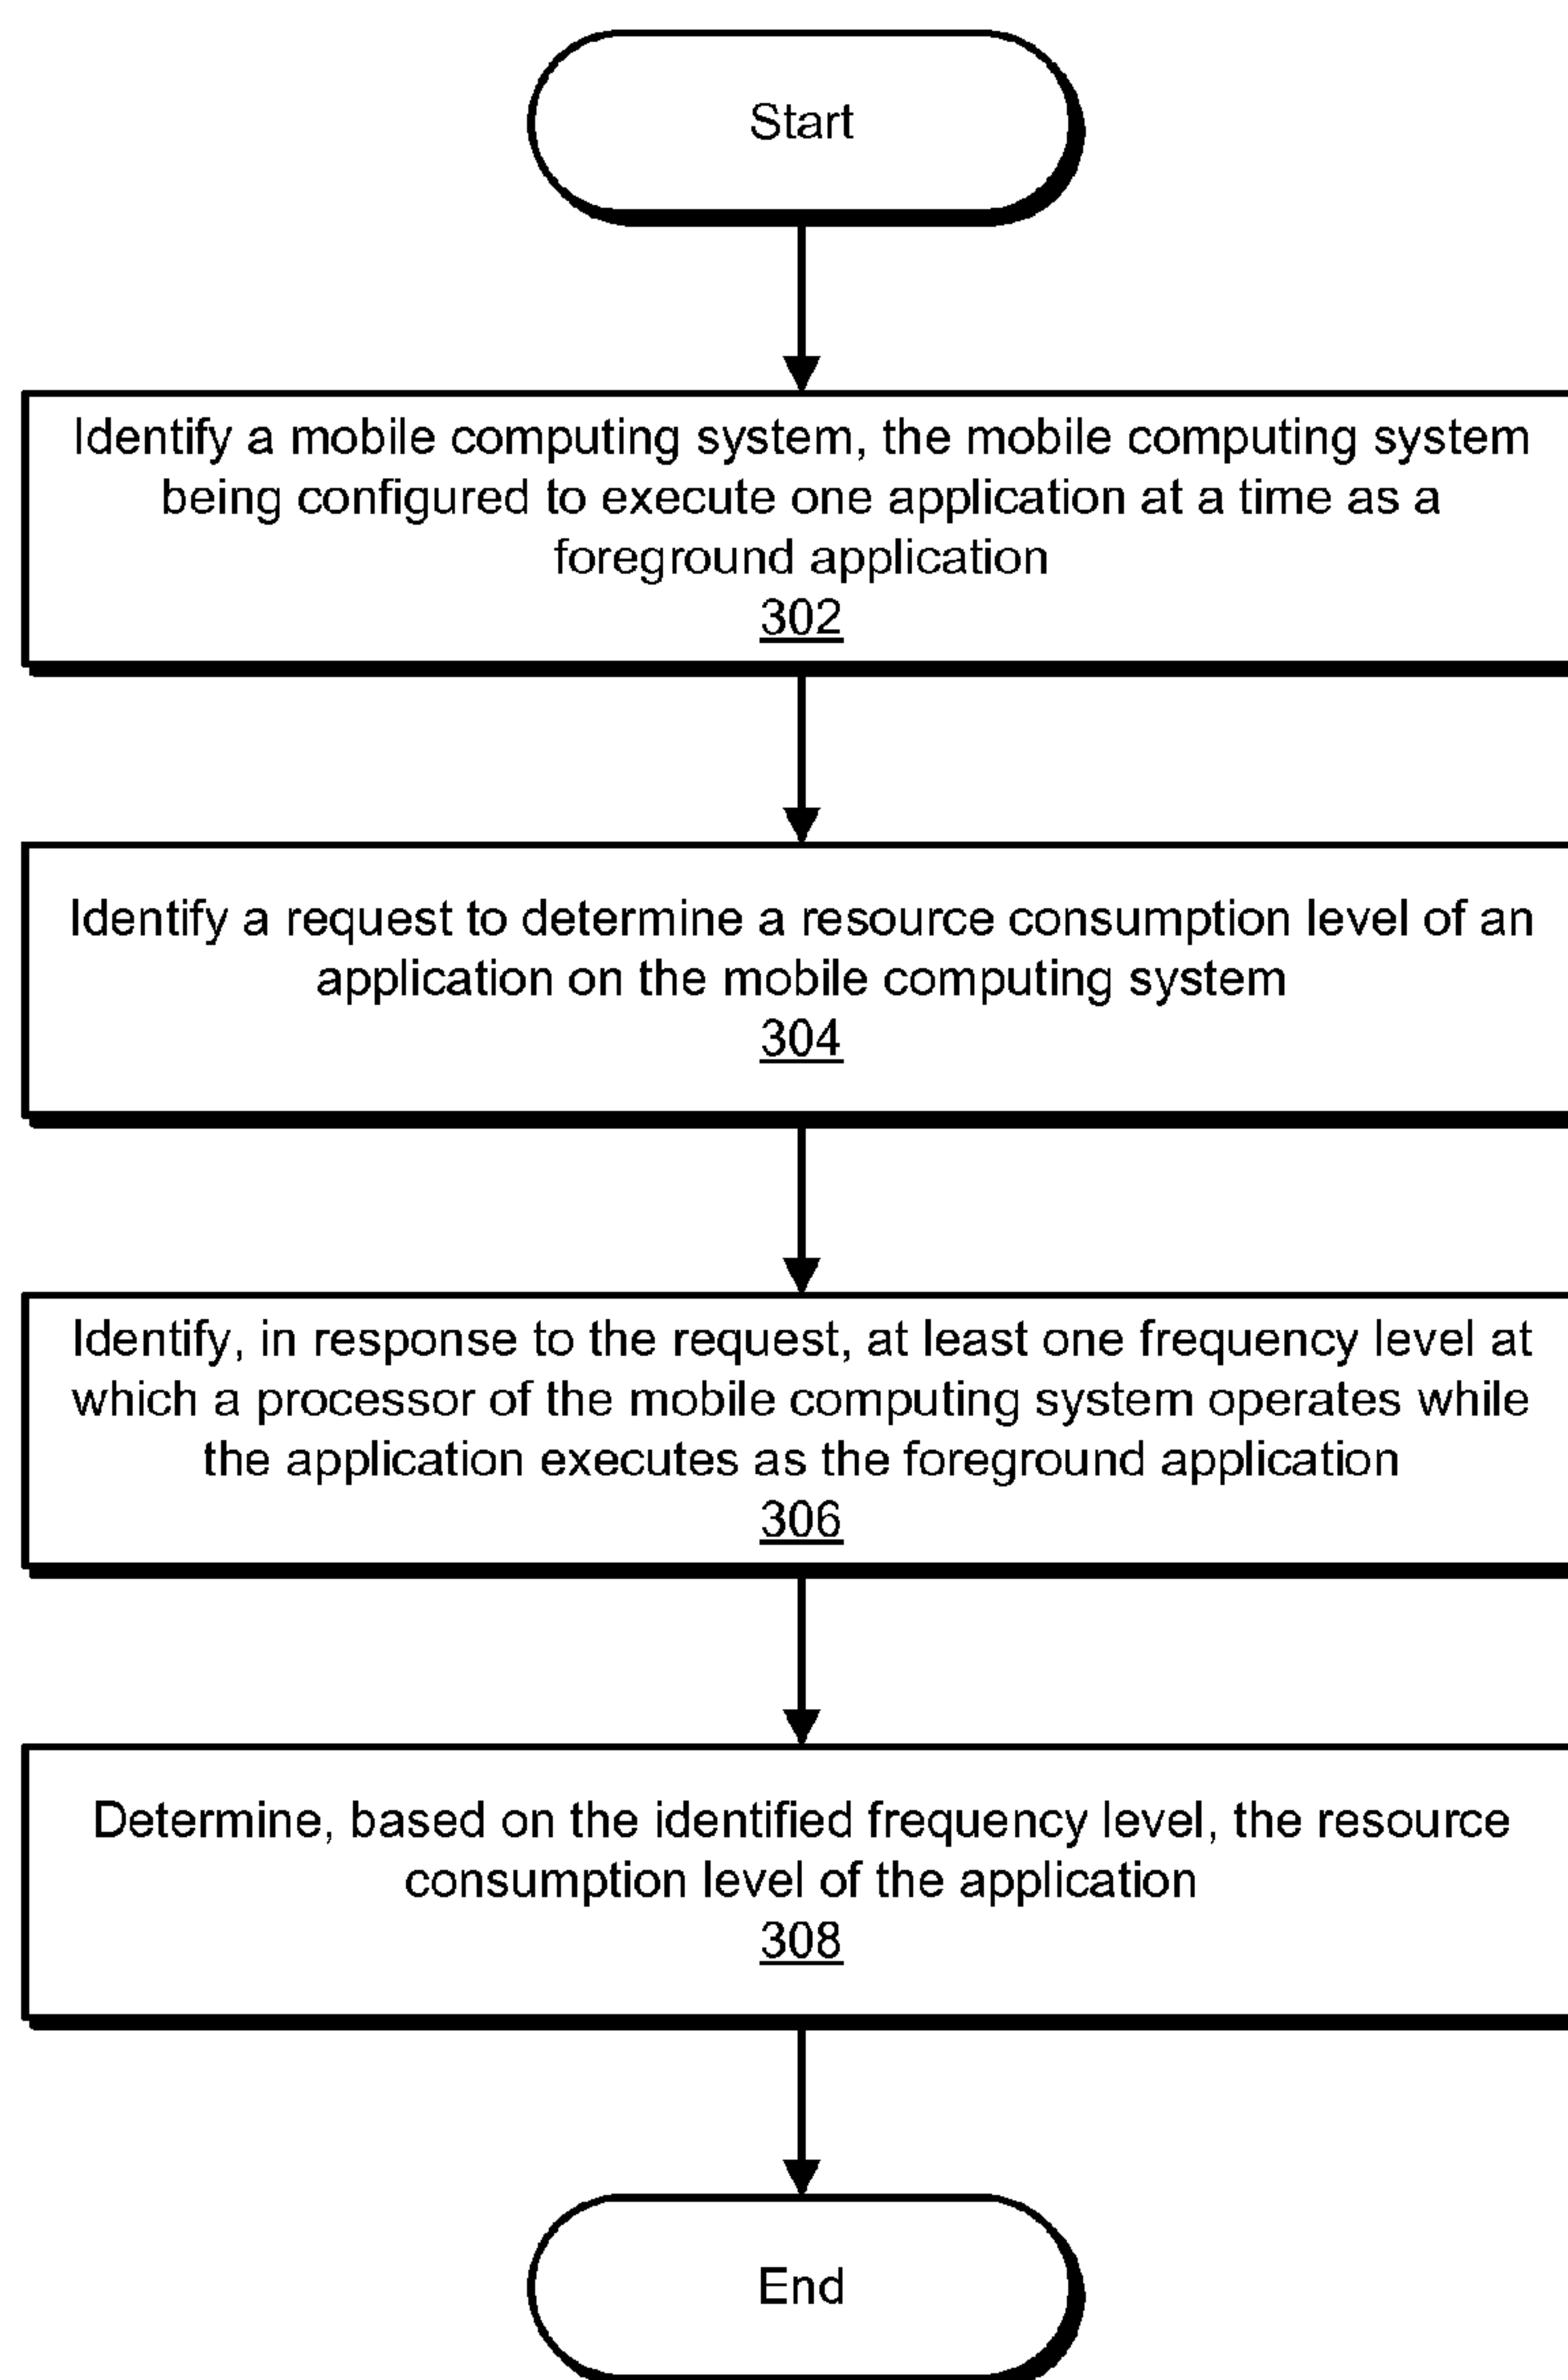 Start
Identify a mobile computing system, the mobile computing system
being configured to execute one application at a time as a
foreground application
302
Identify a request to determine a resource consumption level of an
application on the mobile computing system
304
Identify, in response to the request, at least one frequency level at
which a processor of the mobile computing system operates while
the application executes as the foreground application
306
Determine, based on the identified frequency level, the resource
consumption level of the application
308
End